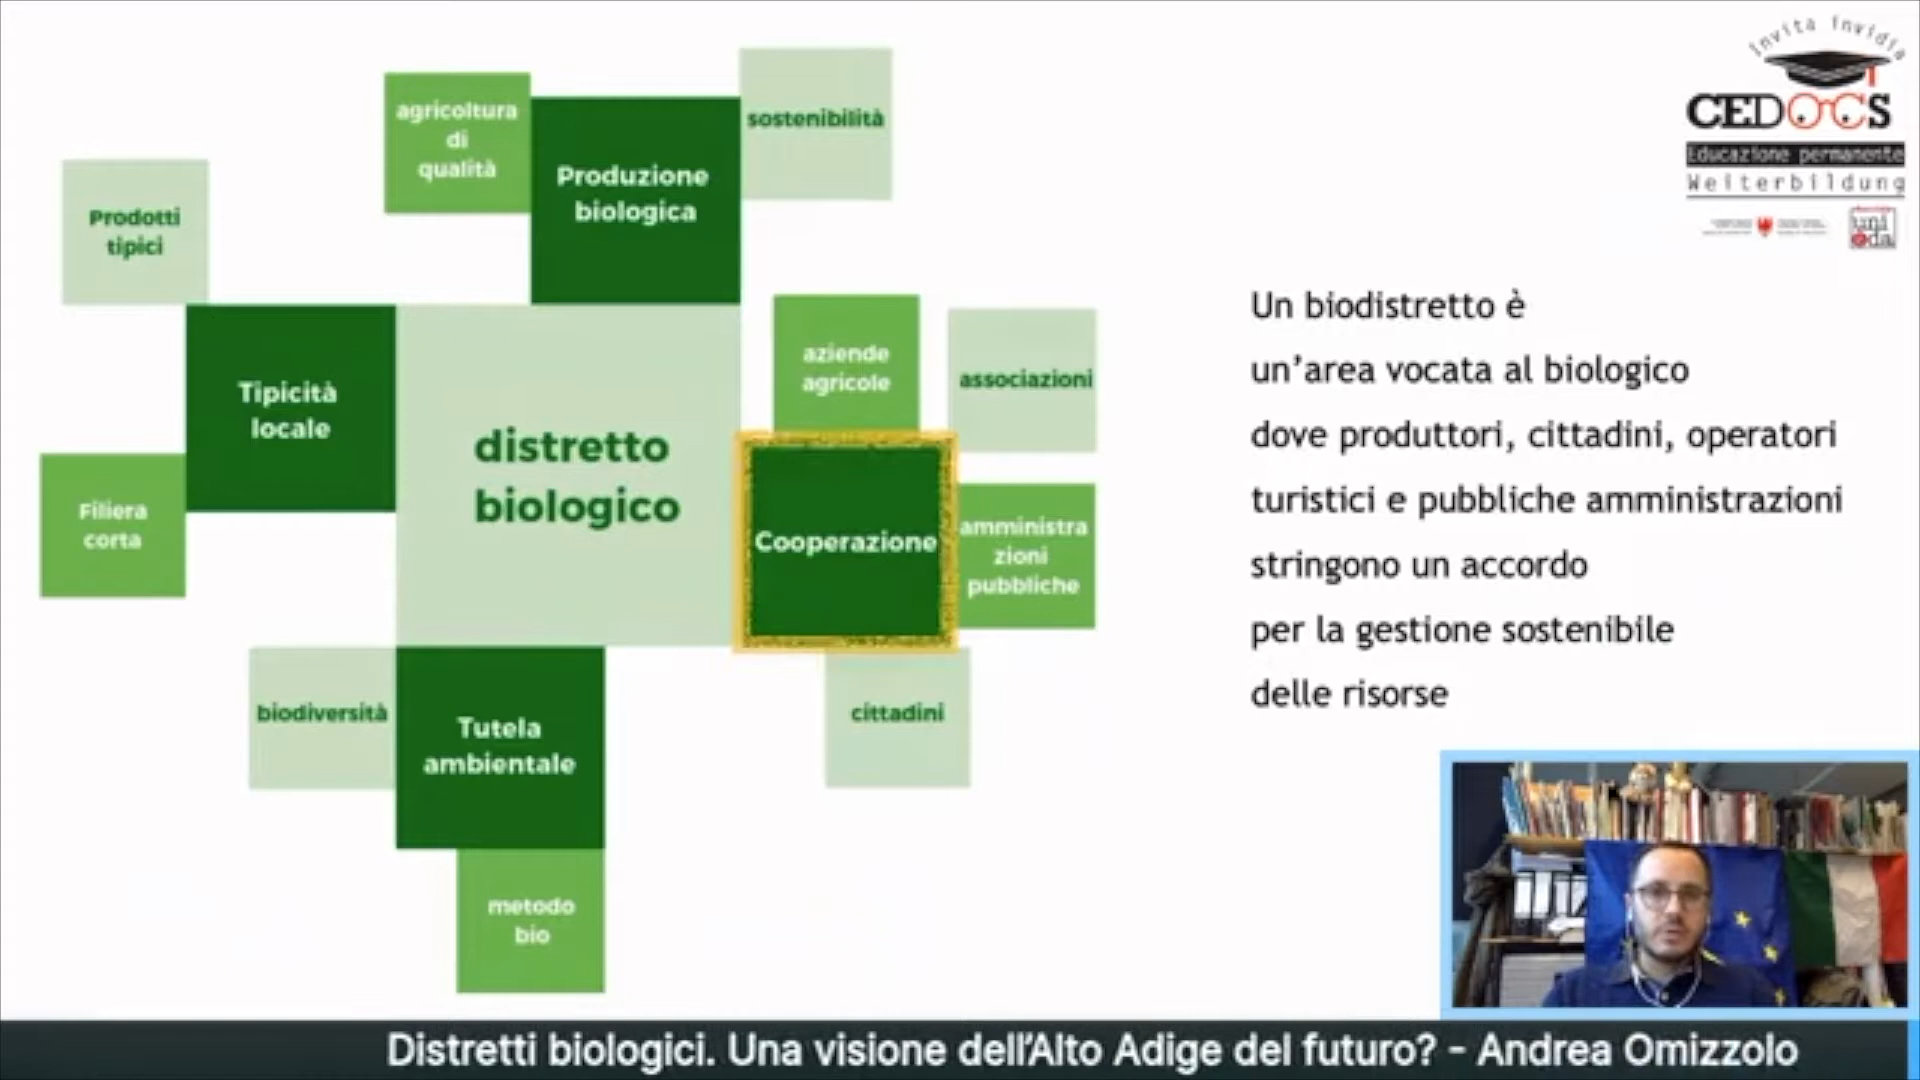 agricoltura
di
qualità
Produzione
biologica
sostenibilità
Prodotti
tipici
Tipicità
locale
Filiera
corta
distretto
biologico
aziende
agricole
associazioni
Cooperazione
amministra
zioni
pubbliche
cittadini
biodiversità
Tutela
ambientale
metodo
bio
invita invidia
CEDOCS
Educazione permanente
Weiterbildung
uni
eda
Un biodistretto è
un’area vocata al biologico
dove produttori, cittadini, operatori
turistici e pubbliche amministrazioni
stringono un accordo
per la gestione sostenibile
delle risorse
Distretti biologici. Una visione dell'Alto Adige del futuro? - Andrea Omizzolo